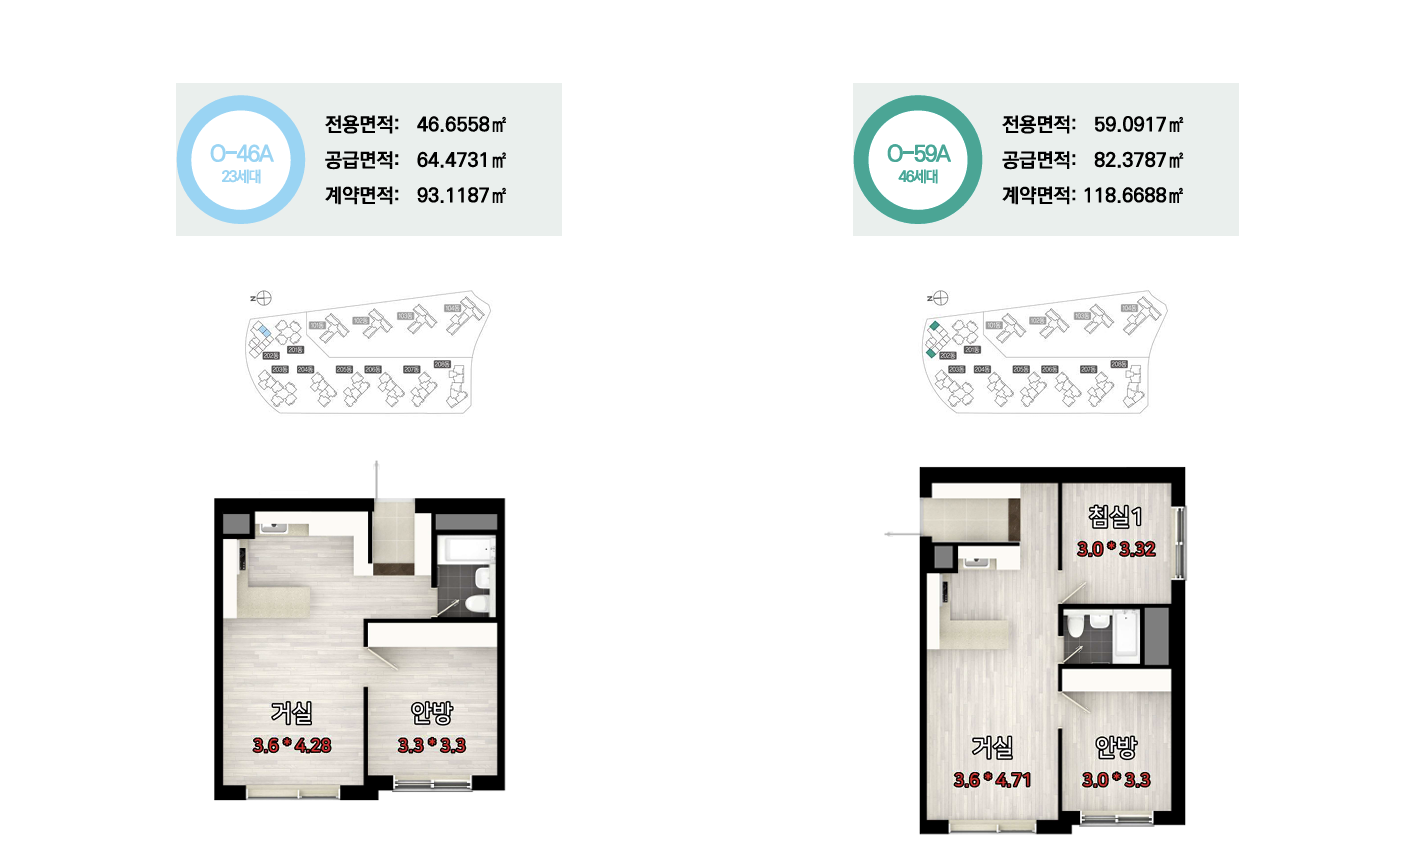 O-46A
23세대
전용면적: 46.6558㎡
공급면적: 64.4731㎡
계약면적: 93.1187㎡
O-59A
46세대
전용면적: 59.0917㎡
공급면적: 82.3787㎡
계약면적: 118.6688㎡
N
101동
102동
103동
104동
201동
202동
203동
204동
205동
206동
207동
208동
N
101동
102동
103동
104동
201동
202동
203동
204동
205동
206동
207동
208동
거실
3.6 * 4.28
안방
3.3 * 3.3
침실1
3.0 * 3.32
거실
3.6 * 4.71
안방
3.0 * 3.3